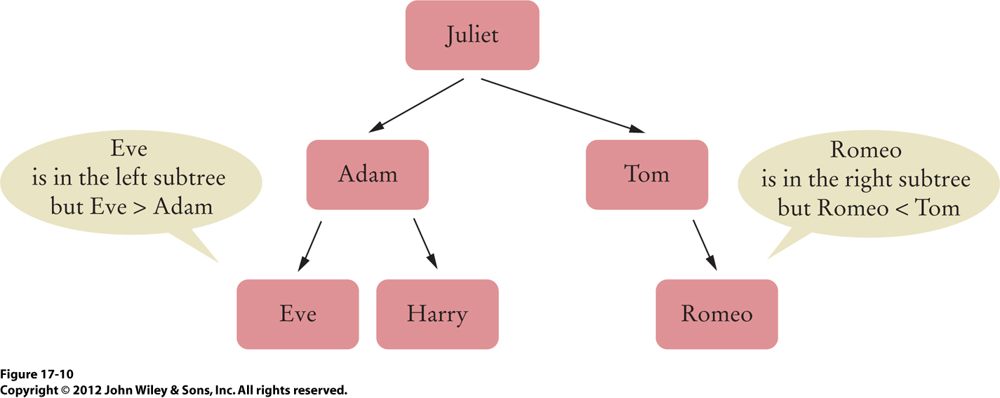 Juliet
Eve
is in the left subtree
but Eve > Adam
Adam
Tom
Romeo
is in the right subtree
but Romeo < Tom
Eve
Harry
Romeo
Figure 17-10
Copyright © 2012 John Wiley & Sons, Inc. All rights reserved.